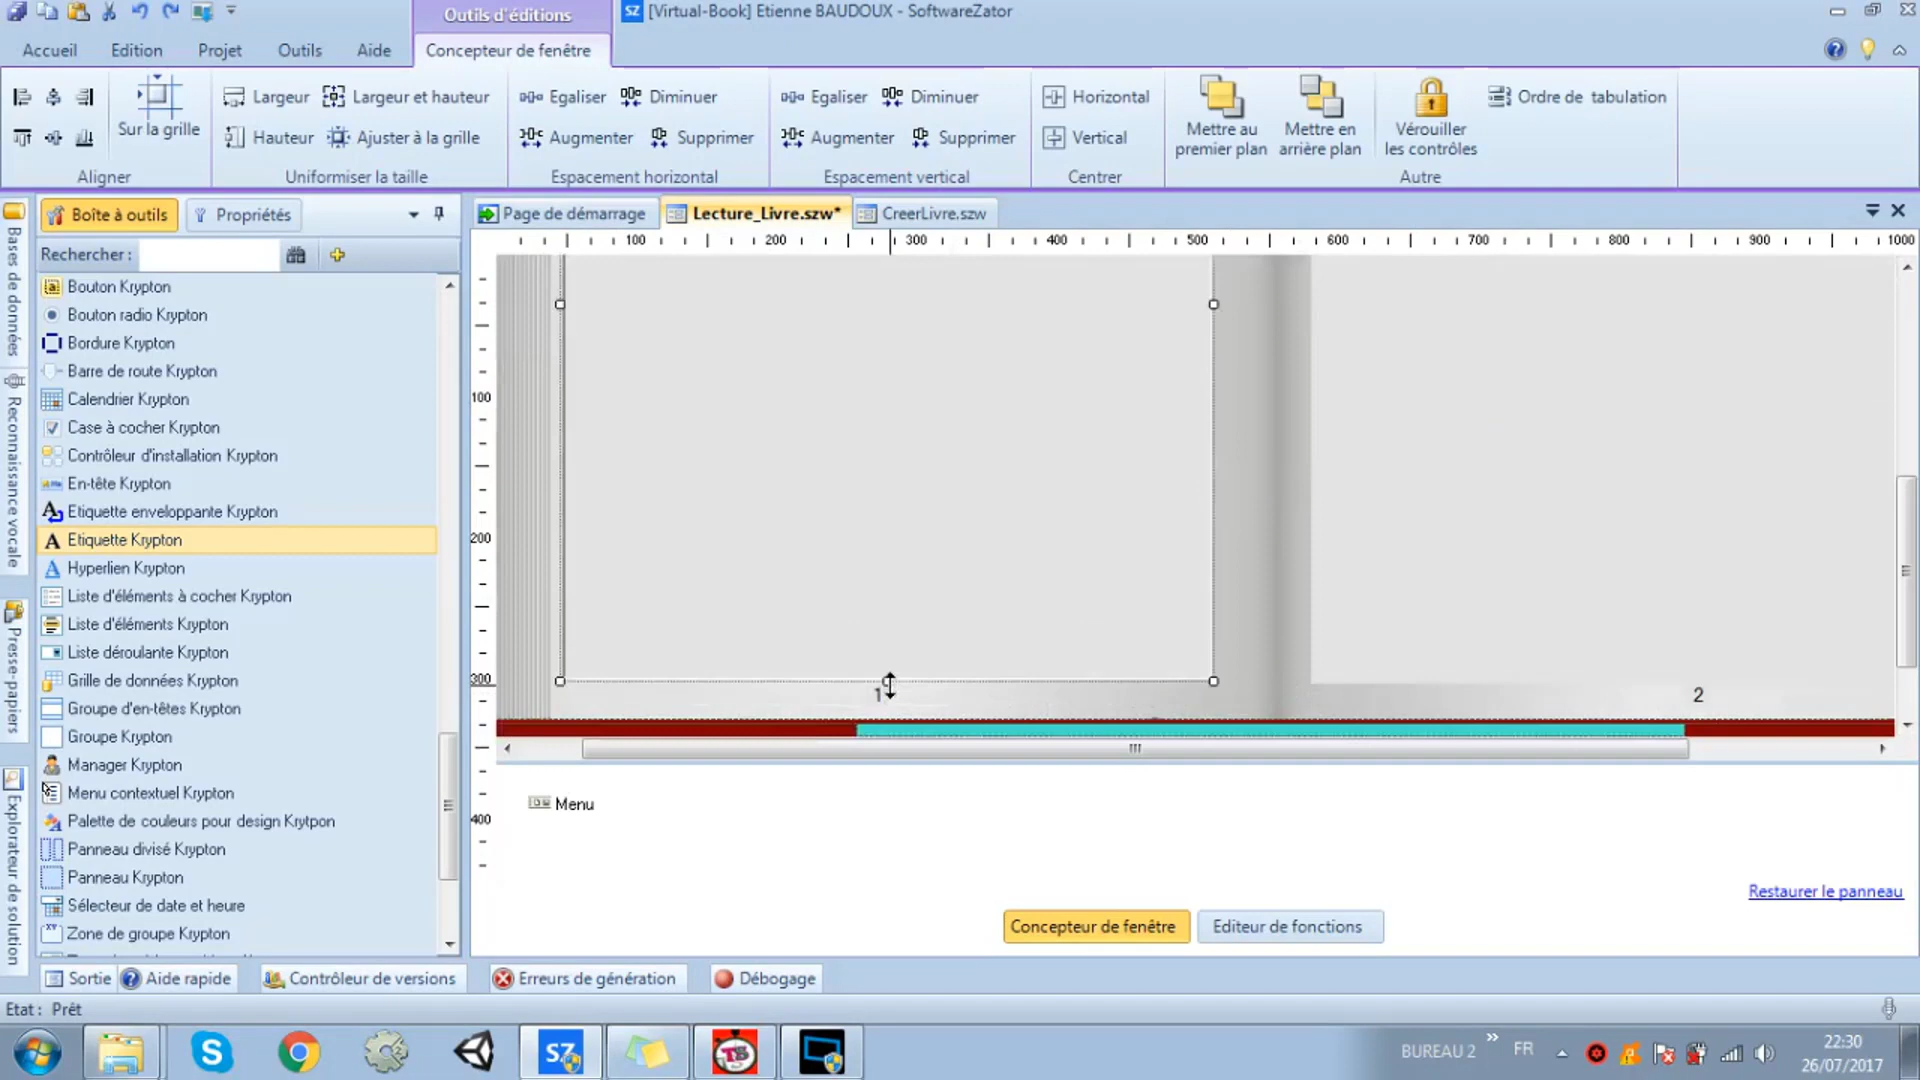 Outils d'éditions
SZ [Virtual-Book] Etienne BAUDOUX - SoftwareZator
Accueil Edition Projet Outils Aide Concepteur de fenêtre
Largeur Largeur et hauteur
Hauteur Ajuster à la grille
Sur la grille
Egaliser Diminuer
Augmenter Supprimer
Egaliser Diminuer
Augmenter Supprimer
Horizontal
Vertical
Mettre au premier plan
Mettre en arrière plan
Vérouiller les contrôles
Ordre de tabulation
Aligner Uniformiser la taille Espacement horizontal Espacement vertical Centrer Autre
Boîte à outils Propriétés
Page de démarrage Lecture_Livre.szw* CreerLivre.szw
Rechercher :
100 200 300 400 500 600 700 800 900 1000
Bases de données
Reconnaissance vocale
Presse-papiers
Explorateur de solution
Bouton Krypton
Bouton radio Krypton
Bordure Krypton
Barre de route Krypton
Calendrier Krypton
Case à cocher Krypton
Contrôleur d'installation Krypton
En-tête Krypton
Etiquette enveloppante Krypton
Etiquette Krypton
Hyperlien Krypton
Liste d'éléments à cocher Krypton
Liste d'éléments Krypton
Liste déroulante Krypton
Grille de données Krypton
Groupe d'en-têtes Krypton
Groupe Krypton
Manager Krypton
Menu contextuel Krypton
Palette de couleurs pour design Krytpon
Panneau divisé Krypton
Panneau Krypton
Sélecteur de date et heure
Zone de groupe Krypton
100
200
300
400
1 2
Menu
Restaurer le panneau
Concepteur de fenêtre Editeur de fonctions
Sortie Aide rapide Contrôleur de versions Erreurs de génération Débogage
Etat : Prêt
SZ
BUREAU 2 » FR
22:30
26/07/2017